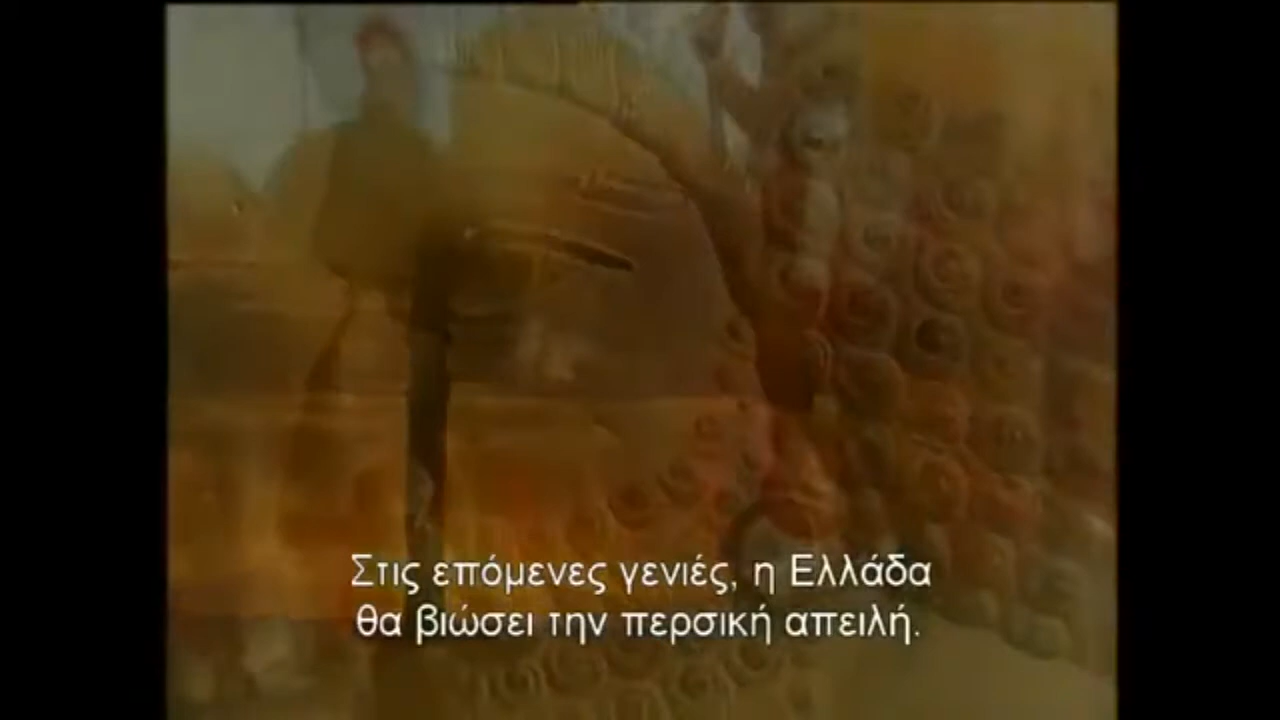 Στις επόμενες γενιές, η Ελλάδα
θα βιώσει την περσική απειλή.